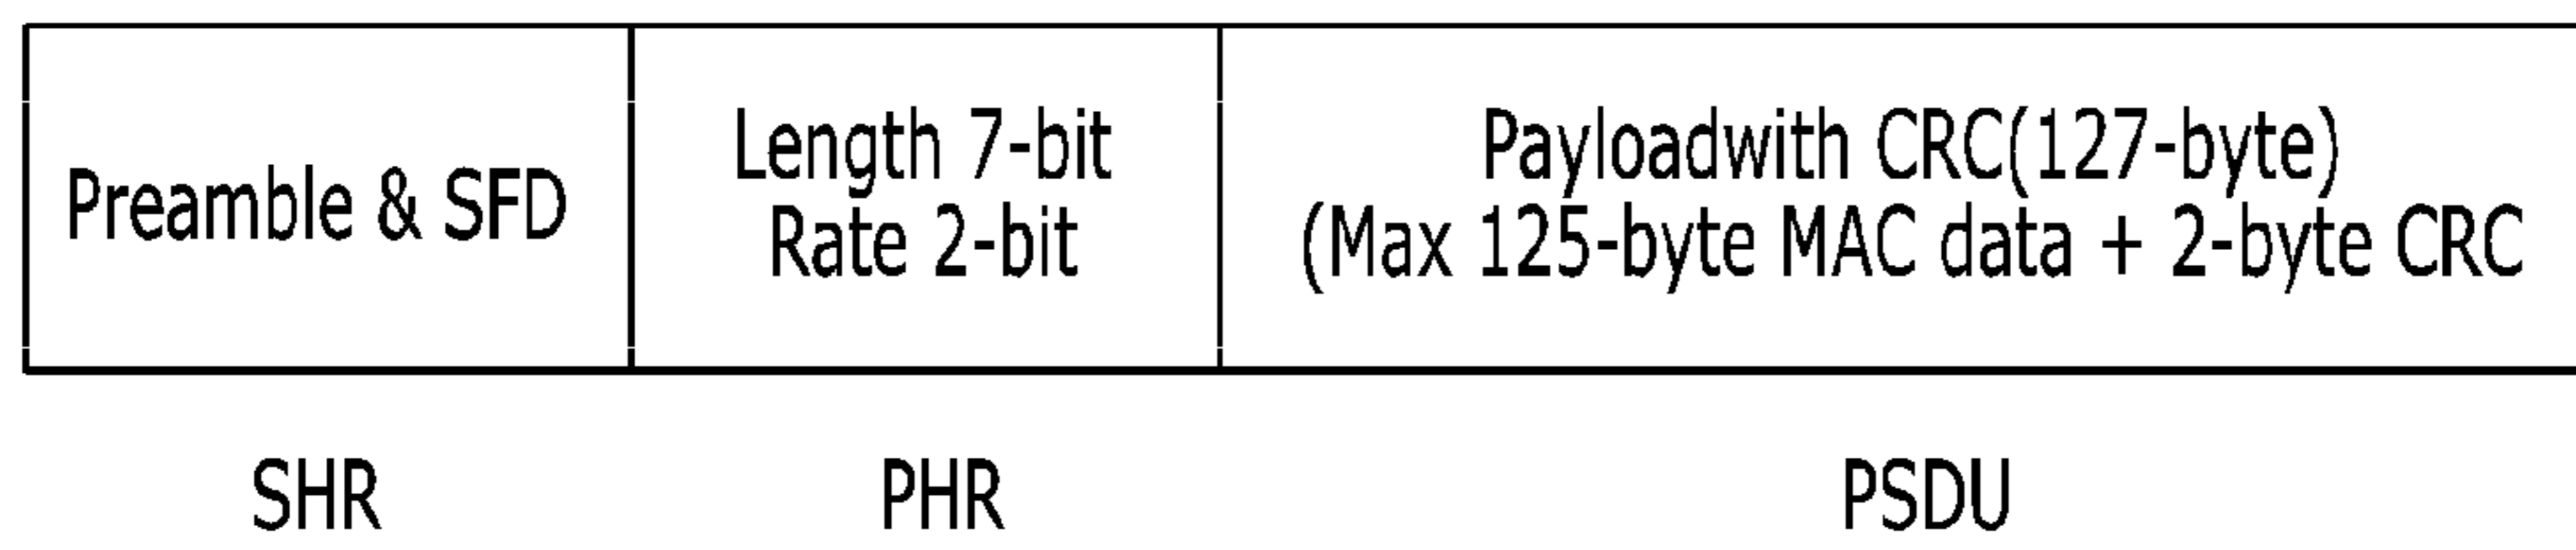 Preamble & SFD
Length 7-bit
Rate 2-bit
Payloadwith CRC(127-byte)
(Max 125-byte MAC data + 2-byte CRC
SHR
PHR
PSDU